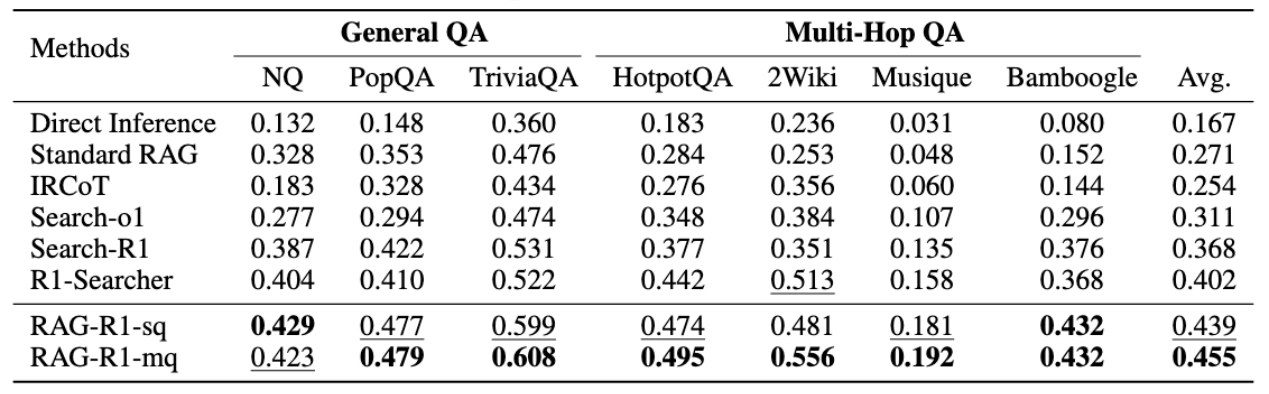 Methods General QA Multi-Hop QA
NQ PopQA TriviaQA HotpotQA 2Wiki Musique Bamboogle Avg.
Direct Inference 0.132 0.148 0.360 0.183 0.236 0.031 0.080 0.167
Standard RAG 0.328 0.353 0.476 0.284 0.253 0.048 0.152 0.271
IRCoT 0.183 0.328 0.434 0.276 0.356 0.060 0.144 0.254
Search-o1 0.277 0.294 0.474 0.348 0.384 0.107 0.296 0.311
Search-R1 0.387 0.422 0.531 0.377 0.351 0.135 0.376 0.368
R1-Searcher 0.404 0.410 0.522 0.442 0.513 0.158 0.368 0.402
RAG-R1-sq 0.429 0.477 0.599 0.474 0.481 0.181 0.432 0.439
RAG-R1-mq 0.423 0.479 0.608 0.495 0.556 0.192 0.432 0.455